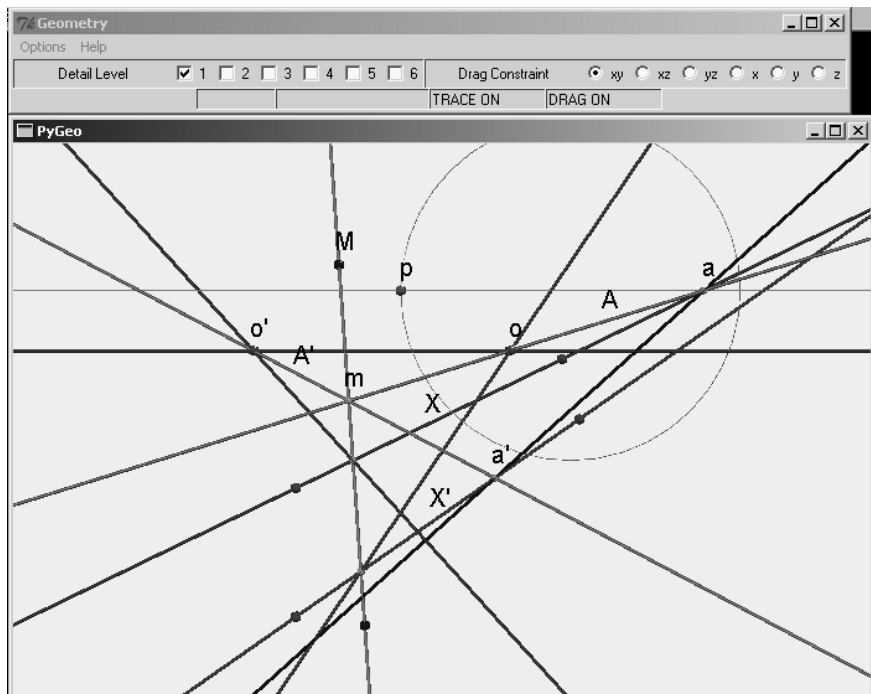 Tk Geometry
Options Help
Detail Level 1 2 3 4 5 6 Drag Constraint xy xz yz x y z
TRACE ON DRAG ON
PyGeo
M
p a
A
o' o
A'
m
X
a'
X'